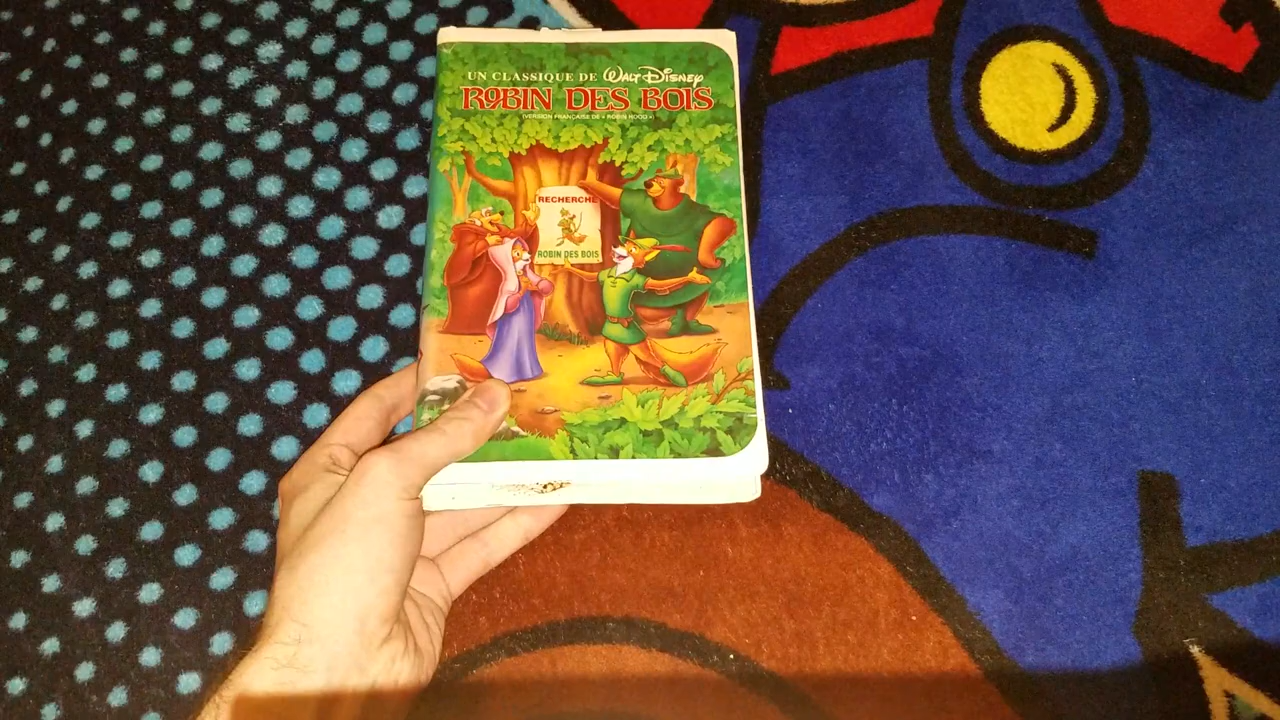 UN CLASSIQUE DE WALT DISNEY
ROBIN DES BOIS
(VERSION FRANÇAISE DE « ROBIN HOOD »)
RECHERCHÉ
ROBIN DES BOIS